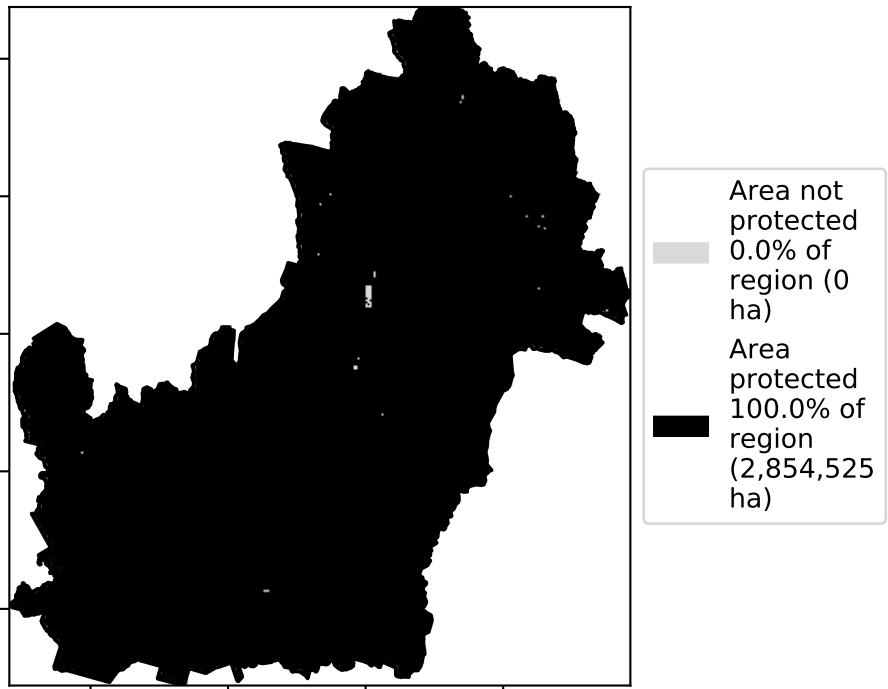 Area not
protected
0.0% of
region (0
ha)
Area
protected
100.0% of
region
(2,854,525
ha)